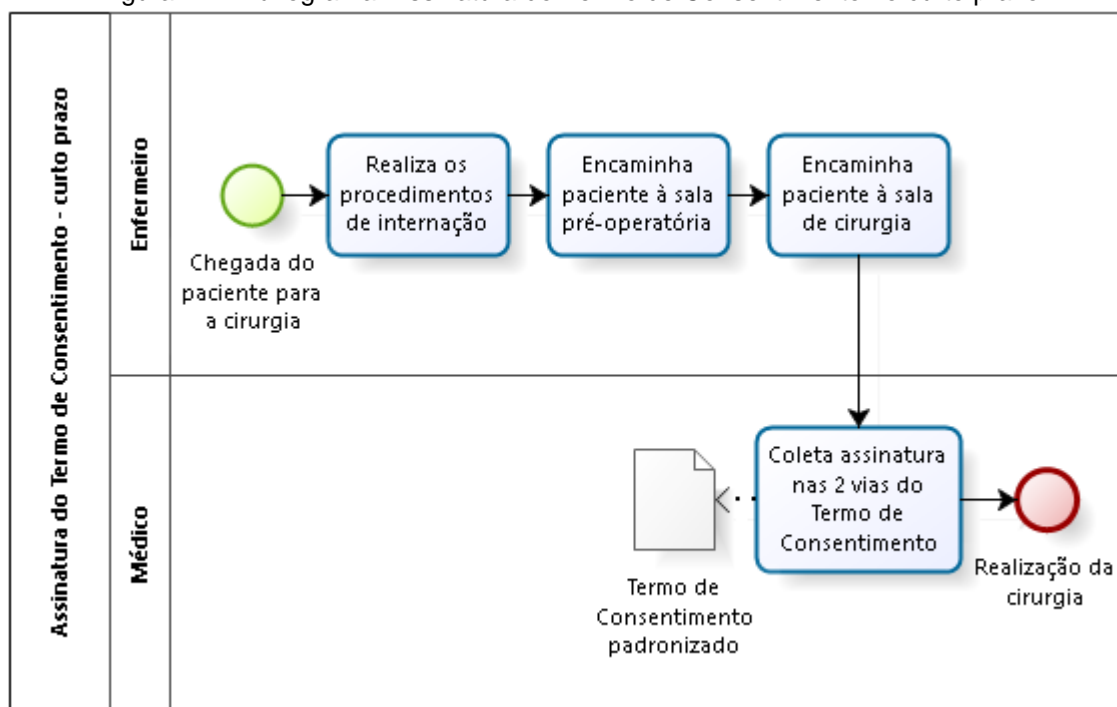 Assinatura do Termo de Consentimento - curto prazo
Enfermeiro
Chegada do
paciente para
a cirurgia
Realiza os
procedimentos
de internação
Encaminha
paciente à sala
pré-operatória
Encaminha
paciente à sala
de cirurgia
Médico
Termo de
Consentimento
padronizado
Coleta assinatura
nas 2 vias do
Termo de
Consentimento
Realização da
cirurgia